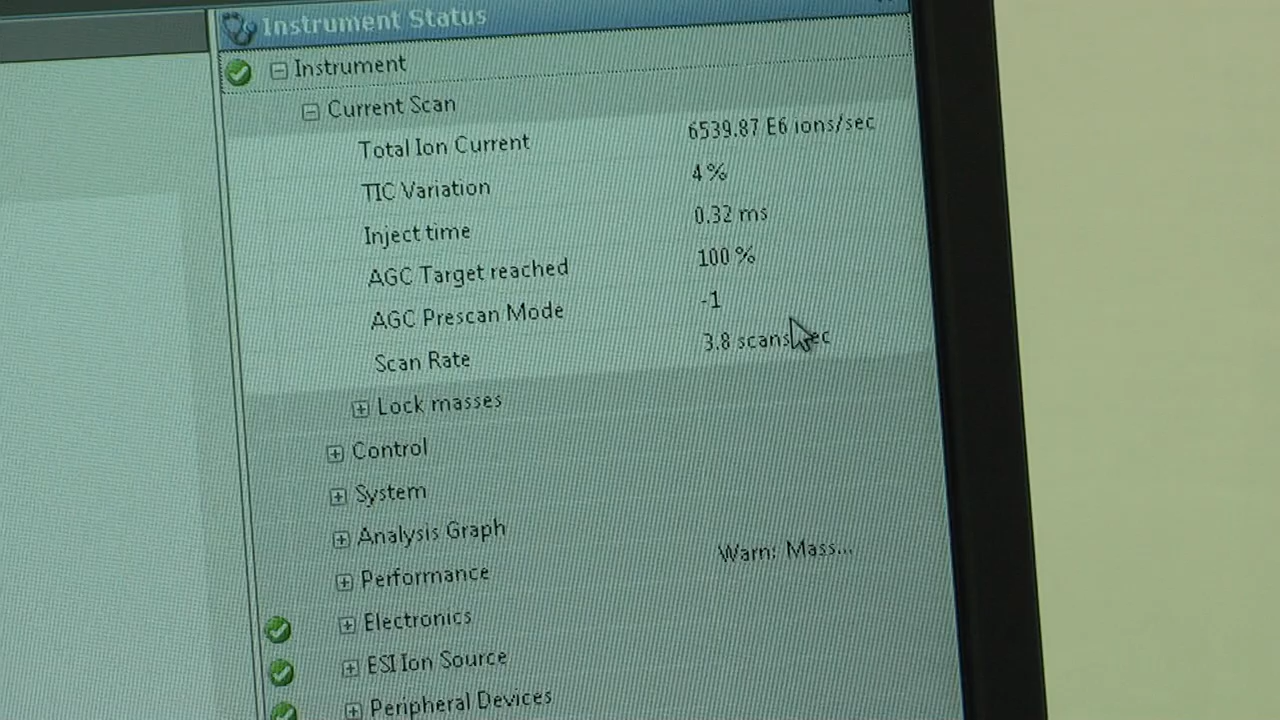 Instrument Status
Instrument
Current Scan
Total Ion Current 6539.87 E6 ions/sec
TIC Variation 4 %
Inject time 0.32 ms
AGC Target reached 100 %
AGC Prescan Mode -1
Scan Rate 3.8
Lock masses
Control
System
Analysis Graph
Performance Warn: Mass...
Electronics
ESI Ion Source
Peripheral Devices